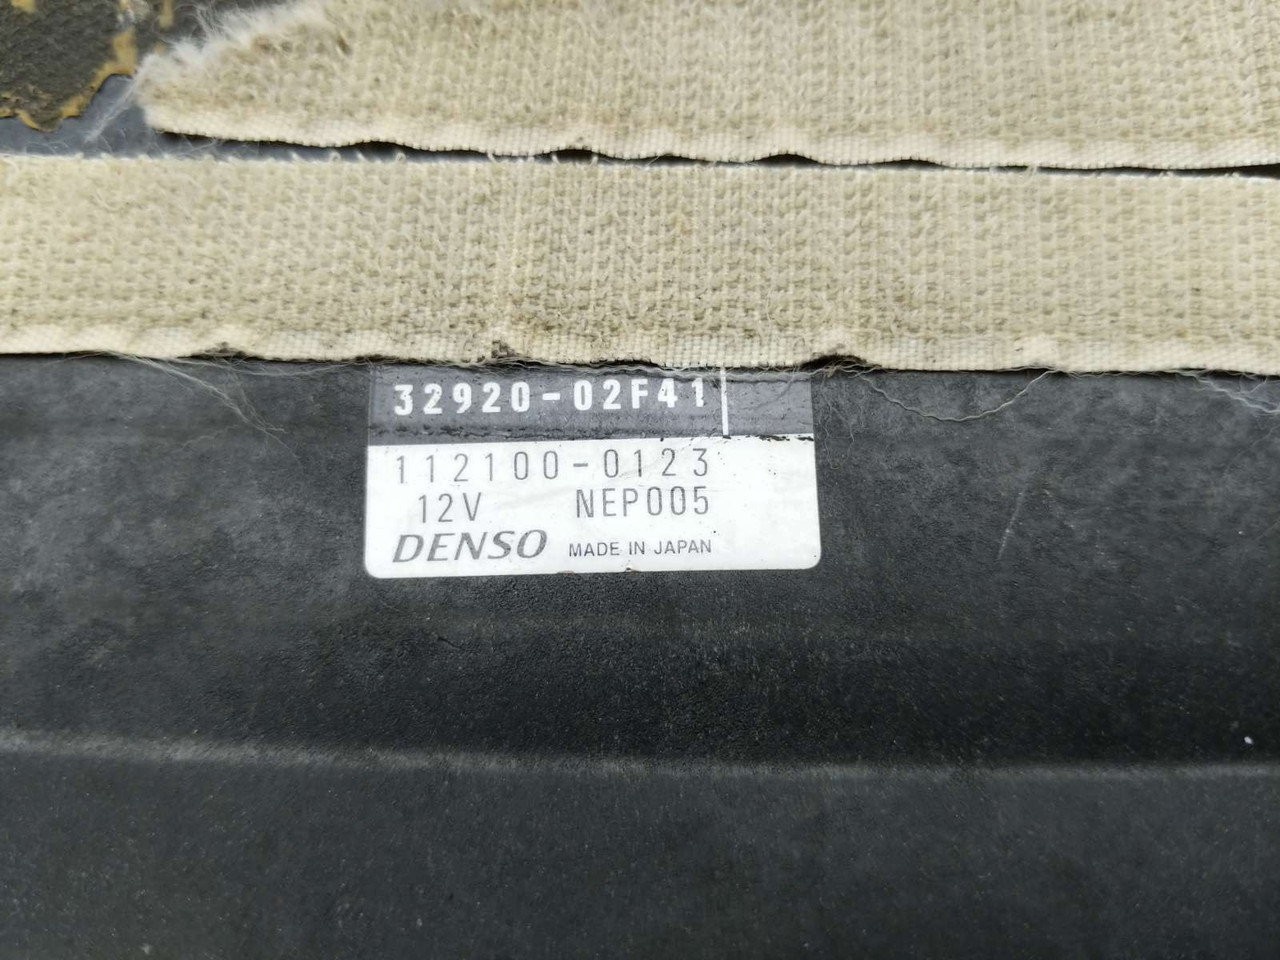 32920-02F41
112100-0123
12V NEP005
DENSO MADE IN JAPAN